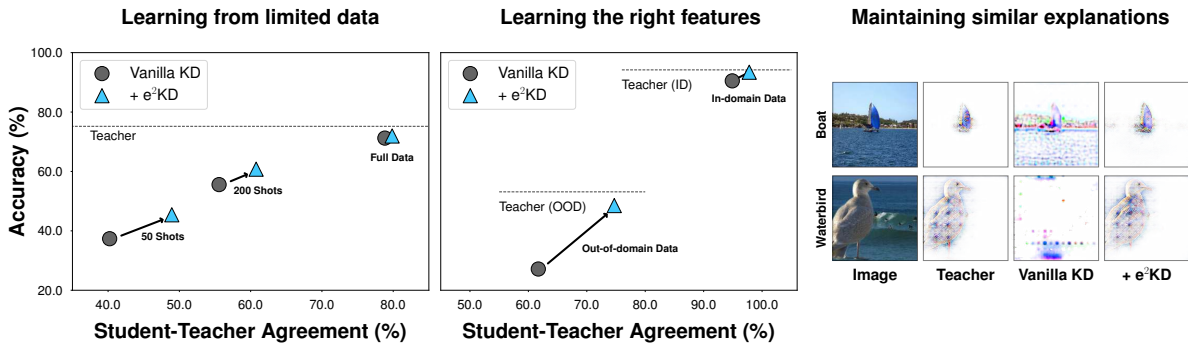 Learning from limited data
Accuracy (%)
100.0
80.0
60.0
40.0
20.0
Vanilla KD
+ e²KD
Teacher
Full Data
200 Shots
50 Shots
40.0 50.0 60.0 70.0 80.0
Student-Teacher Agreement (%)
Learning the right features
Vanilla KD
+ e²KD
Teacher (ID)
In-domain Data
Teacher (OOD)
Out-of-domain Data
50.0 60.0 70.0 80.0 90.0 100.0
Student-Teacher Agreement (%)
Maintaining similar explanations
Boat
Waterbird
Image Teacher Vanilla KD + e²KD